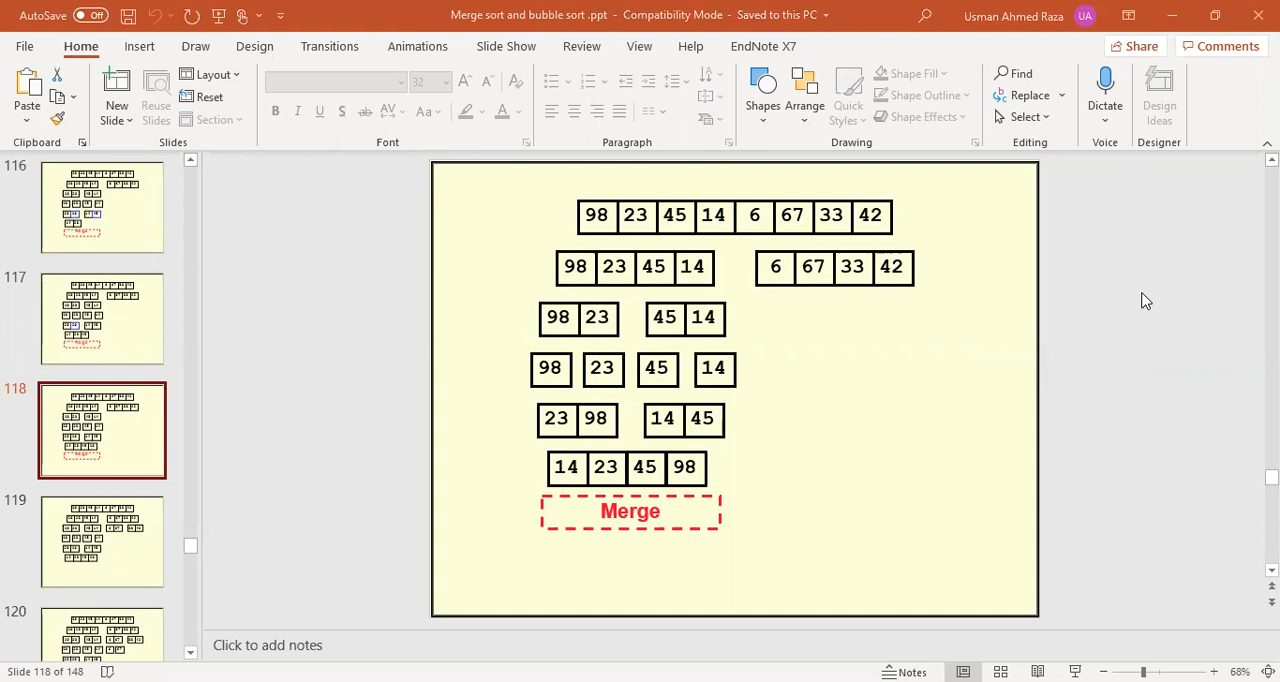 AutoSave Off Merge sort and bubble sort .ppt - Compatibility Mode - Saved to this PC Usman Ahmed Raza UA
File Home Insert Draw Design Transitions Animations Slide Show Review View Help EndNote X7 Share Comments
Paste New Slide Reuse Slides Layout Reset Section 32 Shapes Arrange Quick Styles Shape Fill Shape Outline Shape Effects Find Replace Select Dictate Design Ideas
Clipboard Slides Font Paragraph Drawing Editing Voice Designer
116
117
118
119
120
98 23 45 14 6 67 33 42
98 23 45 14 6 67 33 42
98 23 45 14
98 23 45 14
23 98 14 45
14 23 45 98
Merge
Click to add notes
Slide 118 of 148 Notes 68%